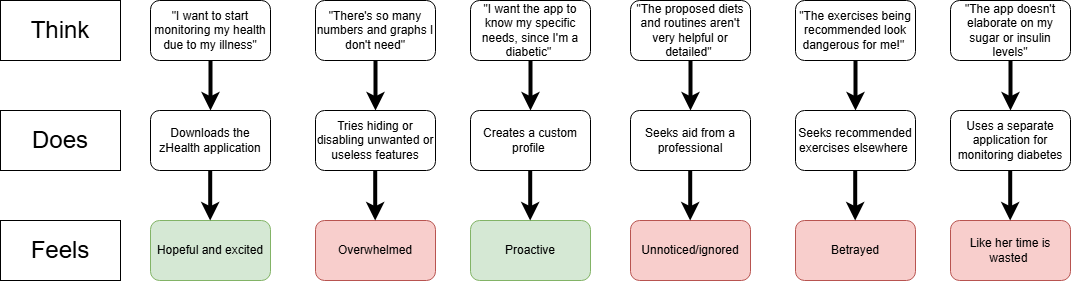 Think
"I want to start
monitoring my health
due to my illness"
"There's so many
numbers and graphs I
don't need"
"I want the app to
know my specific
needs, since I'm a
diabetic"
"The proposed diets
and routines aren't
very helpful or
detailed"
"The exercises being
recommended look
dangerous for me!"
"The app doesn't
elaborate on my
sugar or insulin
levels"
Does
Downloads the
zHealth application
Tries hiding or
disabling unwanted or
useless features
Creates a custom
profile
Seeks aid from a
professional
Seeks recommended
exercises elsewhere
Uses a separate
application for
monitoring diabetes
Feels
Hopeful and excited
Overwhelmed
Proactive
Unnoticed/ignored
Betrayed
Like her time is
wasted